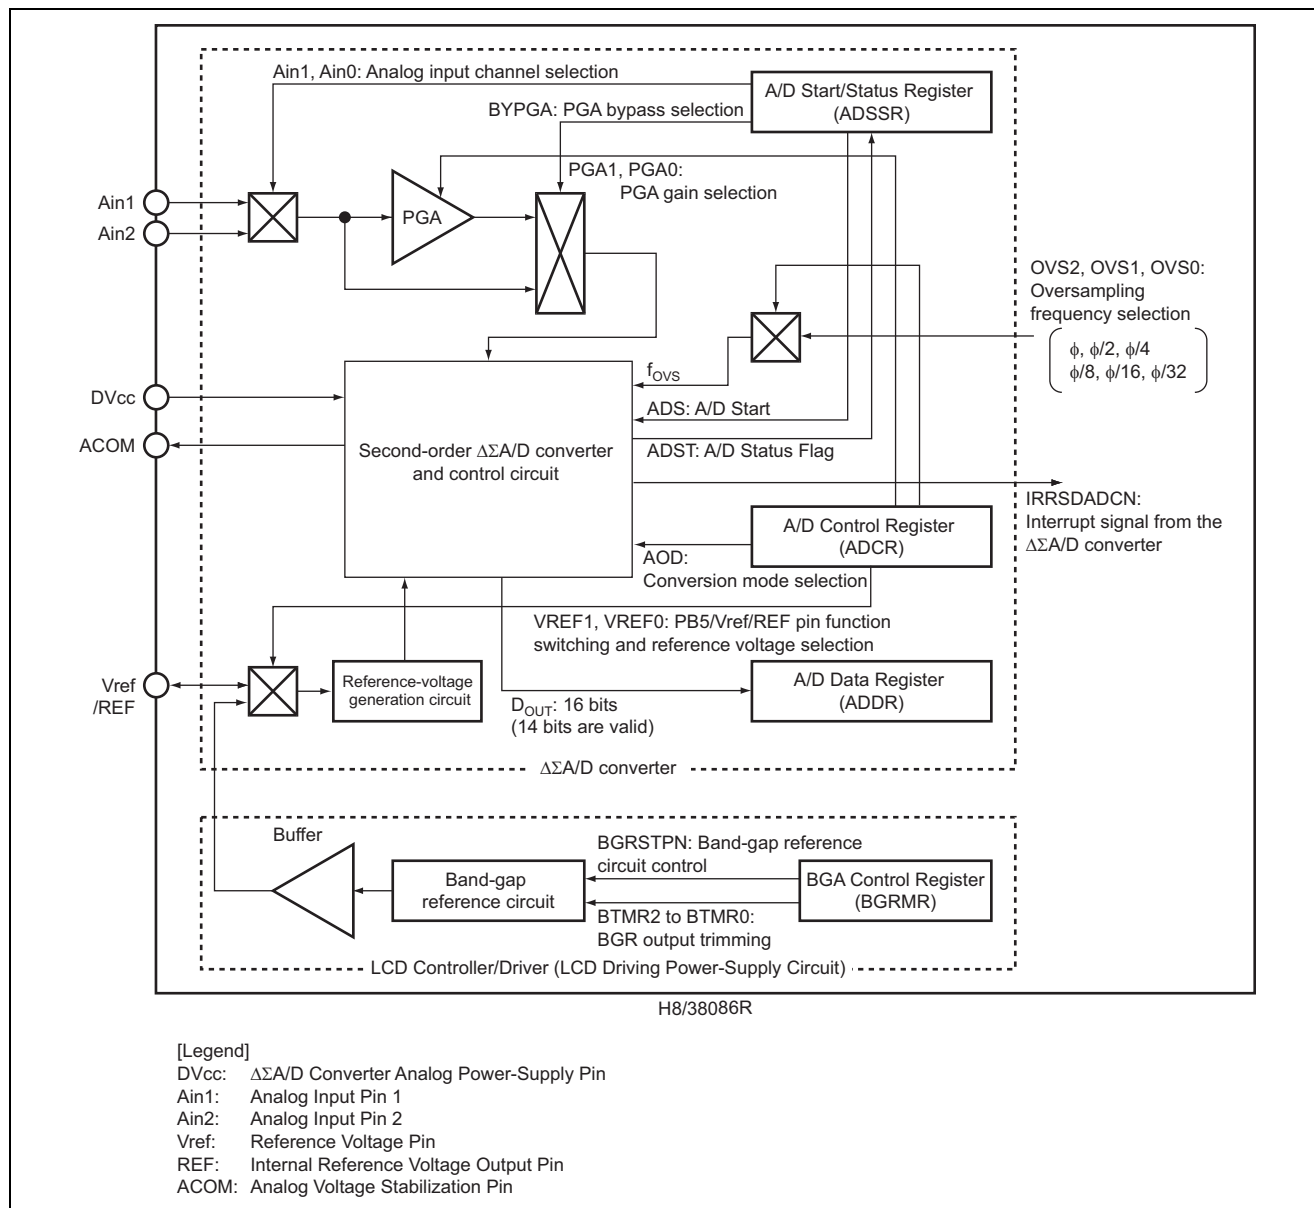 Ain1, Ain0: Analog input channel selection
A/D Start/Status Register
(ADSSR)
BYPGA: PGA bypass selection
PGA1, PGA0:
PGA gain selection
Ain1
Ain2
PGA
OVS2, OVS1, OVS0:
Oversampling
frequency selection
ϕ, ϕ/2, ϕ/4
ϕ/8, ϕ/16, ϕ/32
fOVS
DVcc
ADS: A/D Start
ACOM
Second-order ΔΣA/D converter
and control circuit
ADST: A/D Status Flag
IRRSDADCN:
Interrupt signal from the
ΔΣA/D converter
A/D Control Register
(ADCR)
AOD:
Conversion mode selection
VREF1, VREF0: PB5/Vref/REF pin function
switching and reference voltage selection
Vref
/REF
Reference-voltage
generation circuit
A/D Data Register
(ADDR)
DOUT: 16 bits
(14 bits are valid)
ΔΣA/D converter
Buffer
BGRSTPN: Band-gap reference
circuit control
Band-gap
reference circuit
BGA Control Register
(BGRMR)
BTMR2 to BTMR0:
BGR output trimming
LCD Controller/Driver (LCD Driving Power-Supply Circuit)
H8/38086R
[Legend]
DVcc: ΔΣA/D Converter Analog Power-Supply Pin
Ain1: Analog Input Pin 1
Ain2: Analog Input Pin 2
Vref: Reference Voltage Pin
REF: Internal Reference Voltage Output Pin
ACOM: Analog Voltage Stabilization Pin